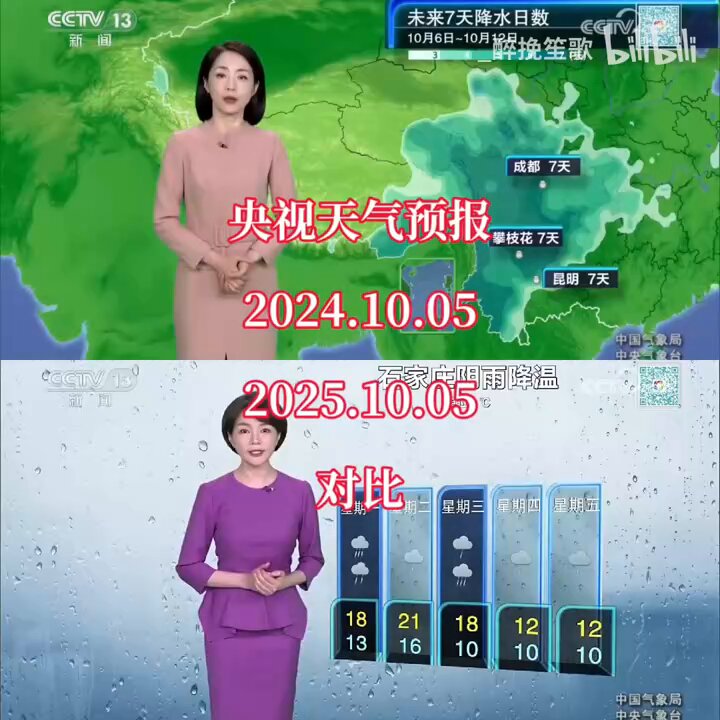 CCTV 13
新闻
未来7天降水日数
10月6日~10月12日
CCTV
醉挽笙歌 bilibili
成都 7天
央视天气预报
攀枝花 7天
昆明 7天
2024.10.05
中国气象局
中央气象台
CCTV 13
新闻
石家庄阴雨降温
℃
2025.10.05
对比
星期一 星期二 星期三 星期四 星期五
18 21 18 12 12
13 16 10 10 10
中国气象局
中央气象台